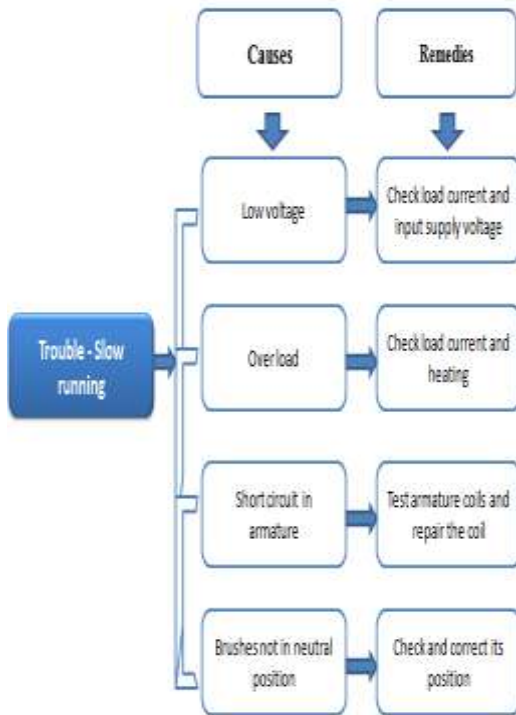 Causes
Remedies
Low voltage
Check load current and
input supply voltage
Trouble - Slow
running
Over load
Check load current and
heating
Short circuit in
armature
Test armature coils and
repair the coil
Brushes not in neutral
position
Check and correct its
position